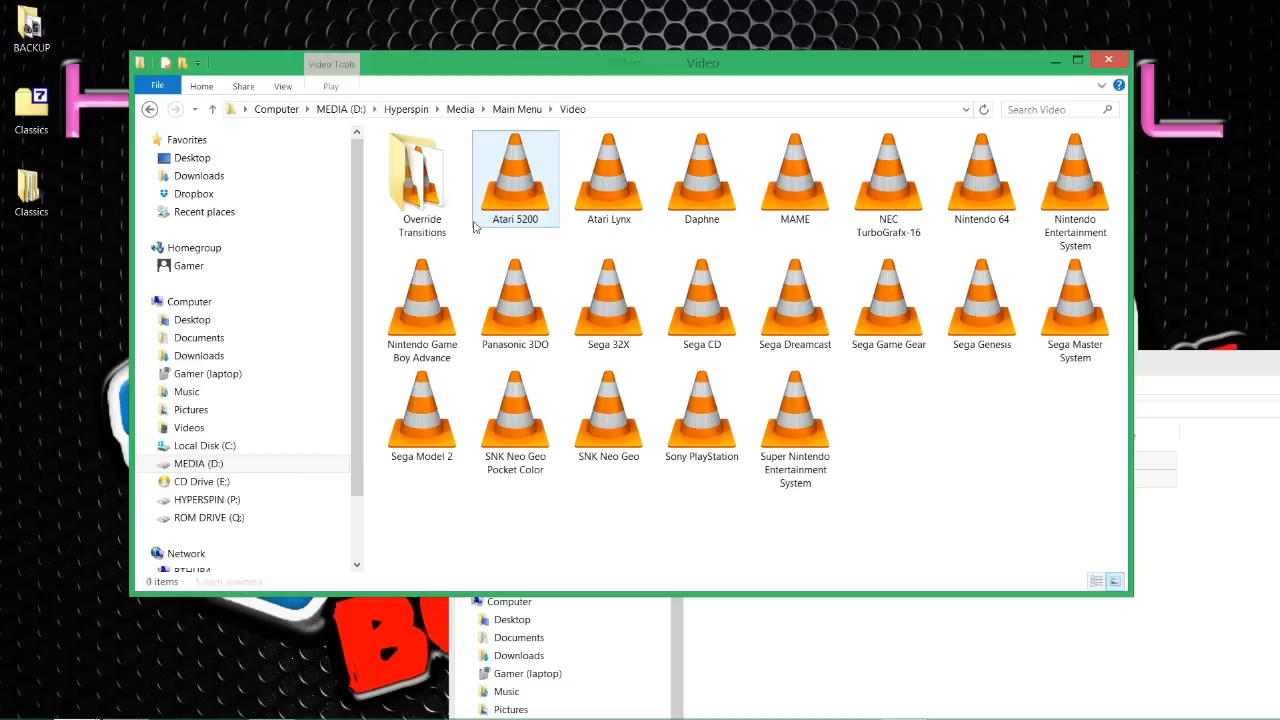 BACKUP
7
Classics
Classics
Video Tools
Video
File
Home
Share
View
Play
Computer
MEDIA (D:)
Hyperspin
Media
Main Menu
Video
Search Video
Favorites
Desktop
Downloads
Dropbox
Recent places
Homegroup
Gamer
Computer
Desktop
Documents
Downloads
Gamer (laptop)
Music
Pictures
Videos
Local Disk (C:)
MEDIA (D:)
CD Drive (E:)
HYPERSPIN (P:)
ROM DRIVE (Q:)
Network
Override
Transitions
Atari 5200
Atari Lynx
Daphne
MAME
NEC
TurboGrafx-16
Nintendo 64
Nintendo
Entertainment
System
Nintendo Game
Boy Advance
Panasonic 3DO
Sega 32X
Sega CD
Sega Dreamcast
Sega Game Gear
Sega Genesis
Sega Master
System
Sega Model 2
SNK Neo Geo
Pocket Color
SNK Neo Geo
Sony PlayStation
Super Nintendo
Entertainment
System
items
Computer
Desktop
Documents
Downloads
Gamer (laptop)
Music
Pictures